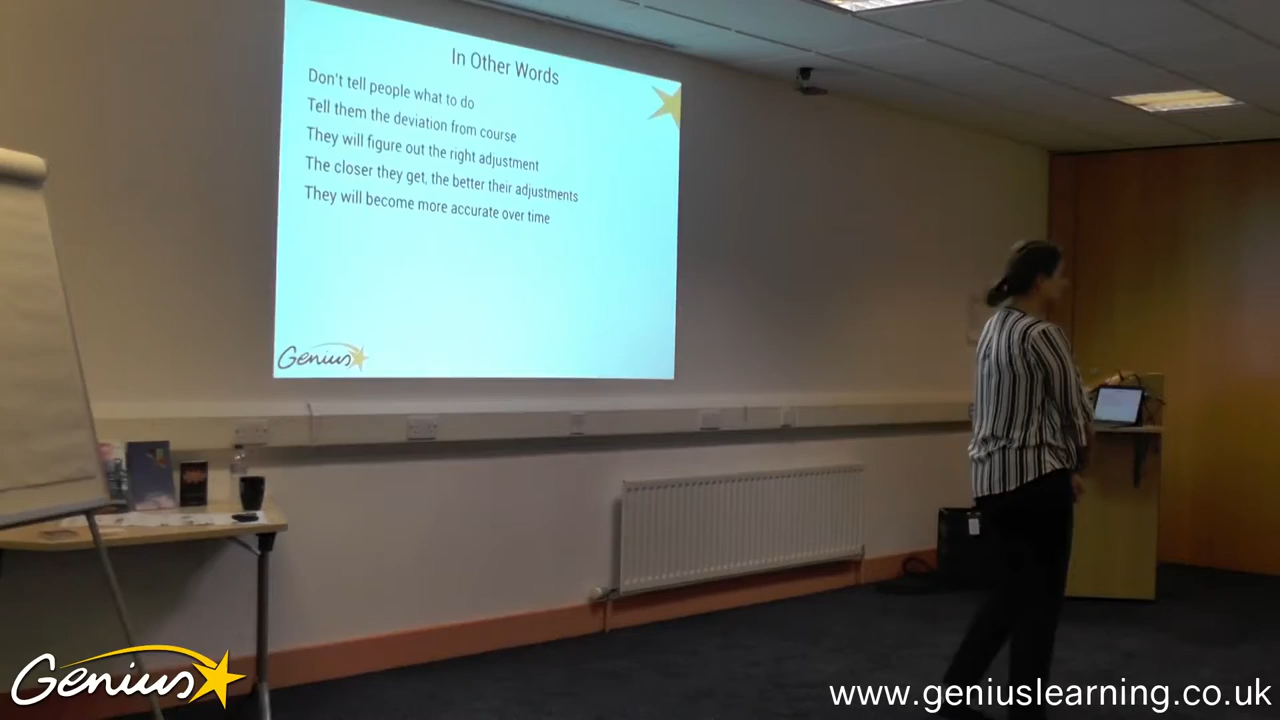 In Other Words
Don't tell people what to do
Tell them the deviation from course
They will figure out the right adjustment
The closer they get, the better their adjustments
They will become more accurate over time
Genius
Genius
www.geniuslearning.co.uk